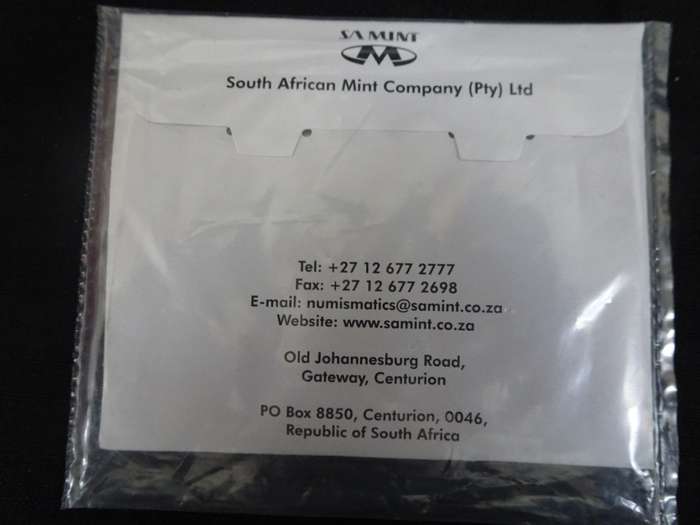 SA MINT
M
South African Mint Company (Pty) Ltd
Tel: +27 12 677 2777
Fax: +27 12 677 2698
E-mail: numismatics@samint.co.za
Website: www.samint.co.za
Old Johannesburg Road,
Gateway, Centurion
PO Box 8850, Centurion, 0046,
Republic of South Africa